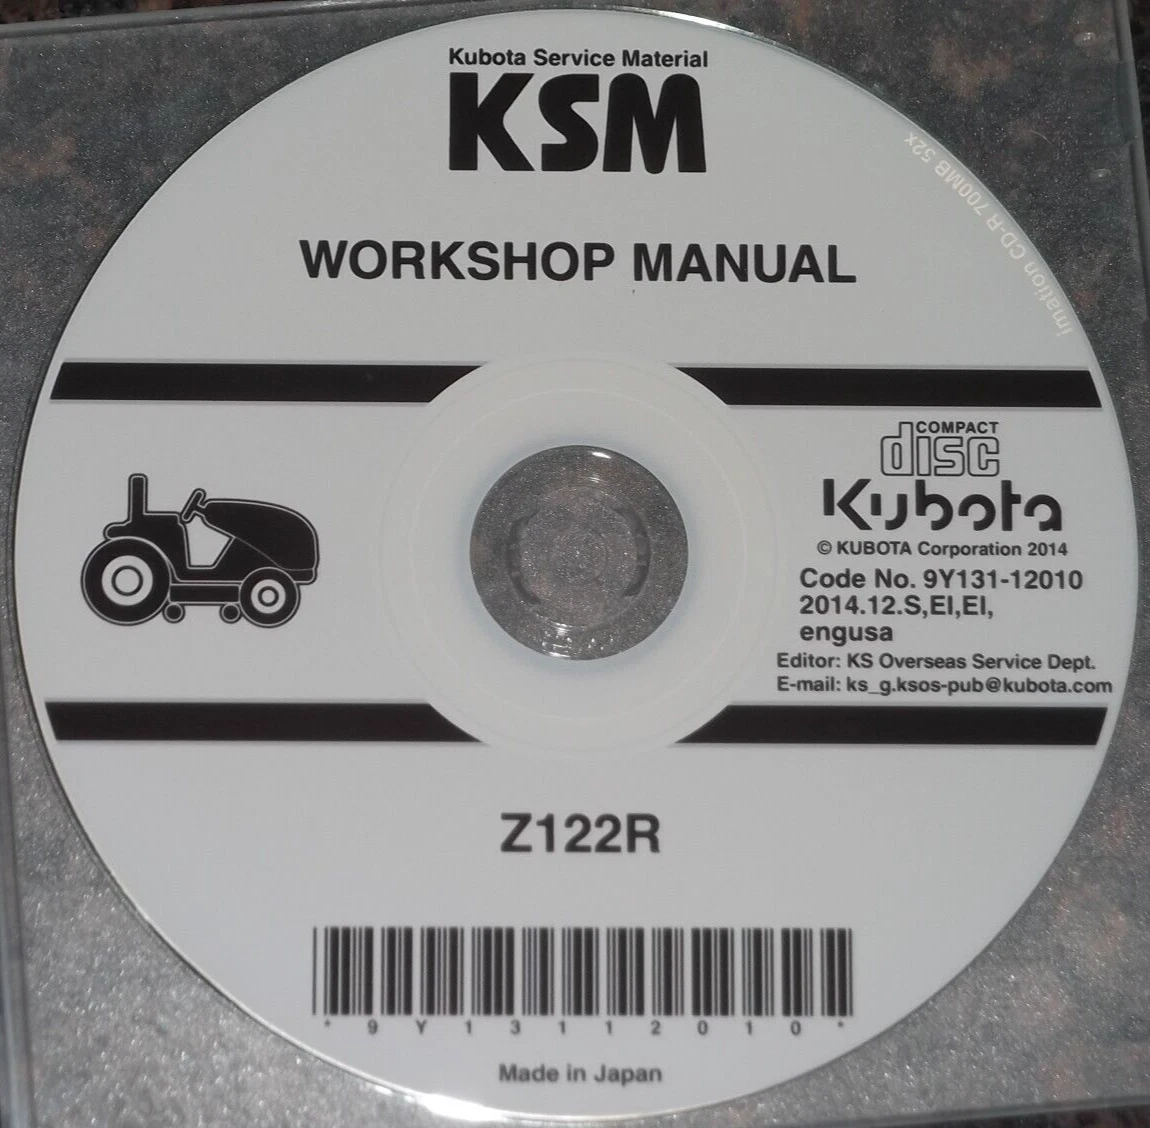 Kubota Service Material
KSM
WORKSHOP MANUAL
imation CD-R 700MB 52x
COMPACT
disc
Kubota
© KUBOTA Corporation 2014
Code No. 9Y131-12010
2014.12.S,EI,EI,
engusa
Editor: KS Overseas Service Dept.
E-mail: ks_g.ksos-pub@kubota.com
Z122R
*9Y13112010*
Made in Japan